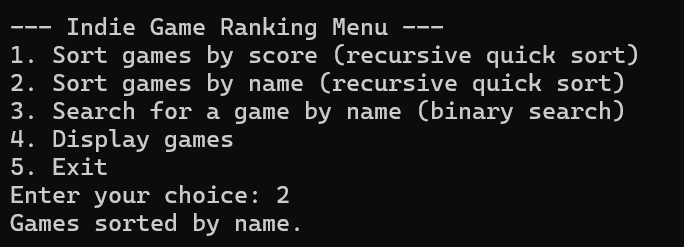 --- Indie Game Ranking Menu ---
1. Sort games by score (recursive quick sort)
2. Sort games by name (recursive quick sort)
3. Search for a game by name (binary search)
4. Display games
5. Exit
Enter your choice: 2
Games sorted by name.